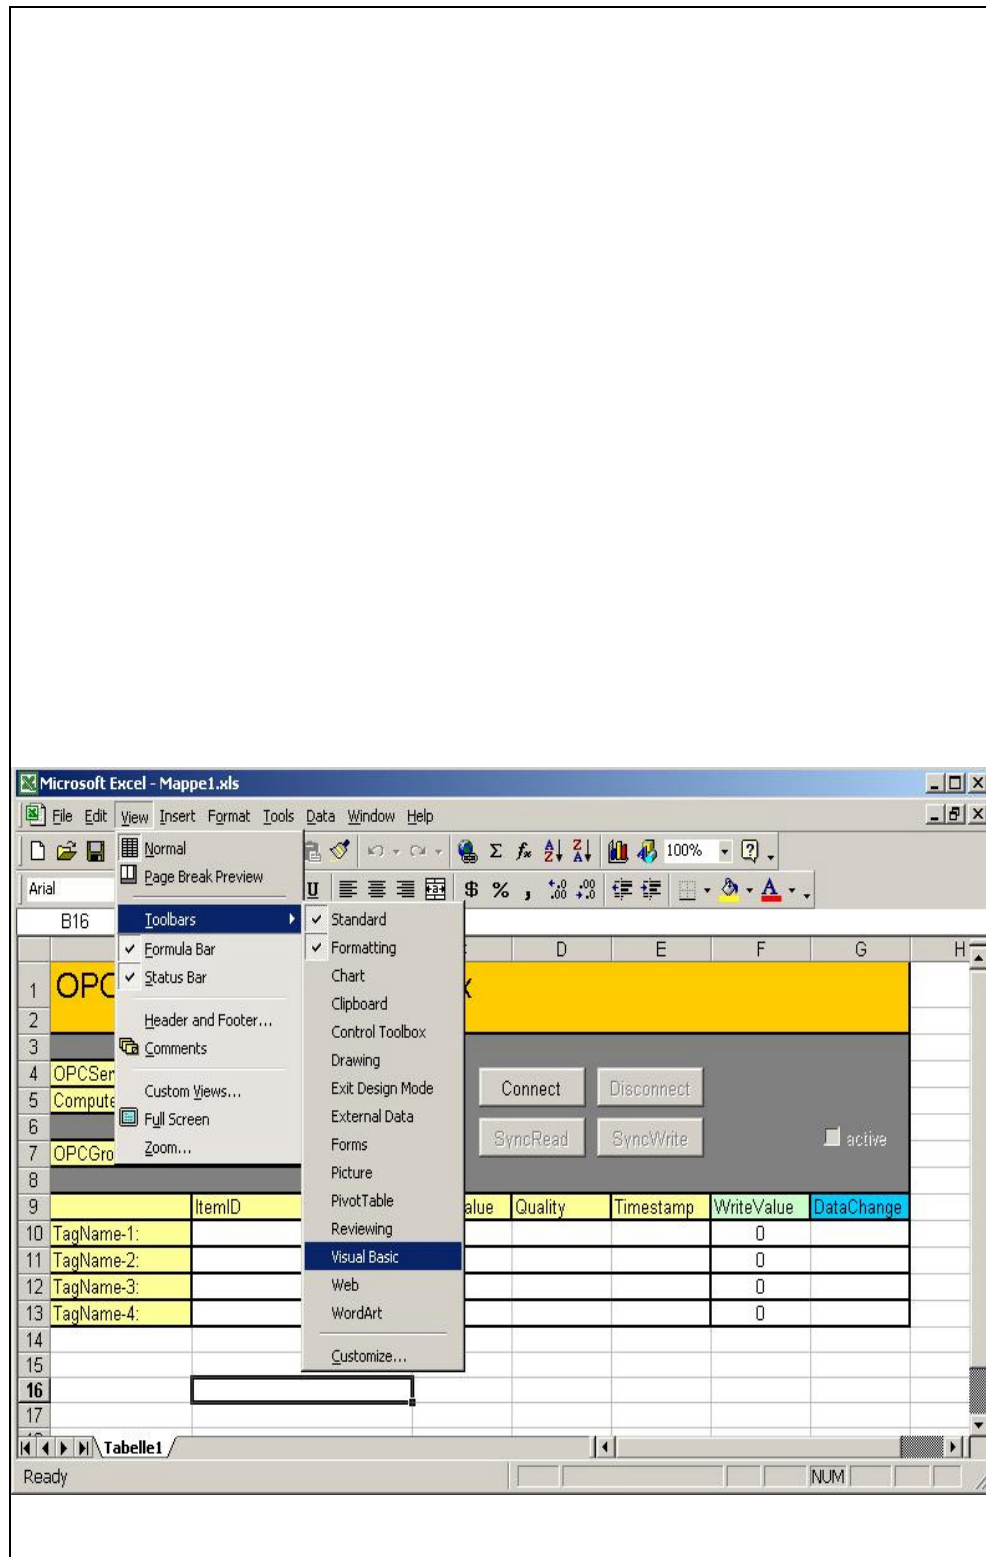 Microsoft Excel - Mappe1.xls
File Edit View Insert Format Tools Data Window Help
Normal
100%
Page Break Preview
Arial
U $ % ,
B16
Toolbars
Standard
Formula Bar
Formatting
Status Bar
Chart
Clipboard
Header and Footer...
Control Toolbox
Comments
Drawing
Custom Views...
Exit Design Mode
Full Screen
External Data
Zoom...
Forms
Picture
PivotTable
Reviewing
Visual Basic
Web
WordArt
Customize...
D E F G H
1 OPC
2
3
4 OPCSer
Connect Disconnect
5 Compute
6
SyncRead SyncWrite active
7 OPCGro
8
9 ItemID alue Quality Timestamp WriteValue DataChange
10 TagName-1: 0
11 TagName-2: 0
12 TagName-3: 0
13 TagName-4: 0
14
15
16
17
Tabelle1
Ready NUM